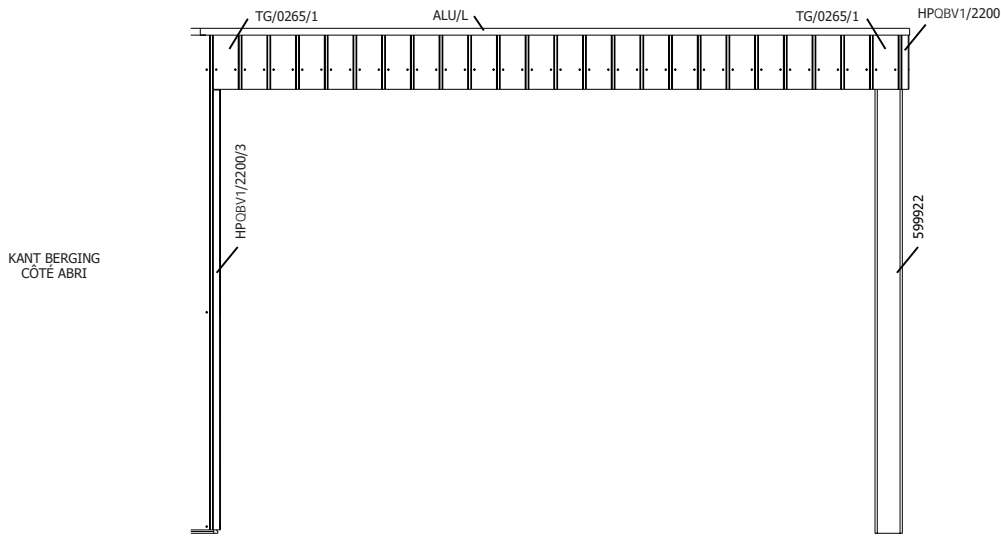 TG/0265/1
ALU/L
TG/0265/1
HPQBV1/2200
HPQBV1/2200/3
599922
KANT BERGING
CÔTÉ ABRI